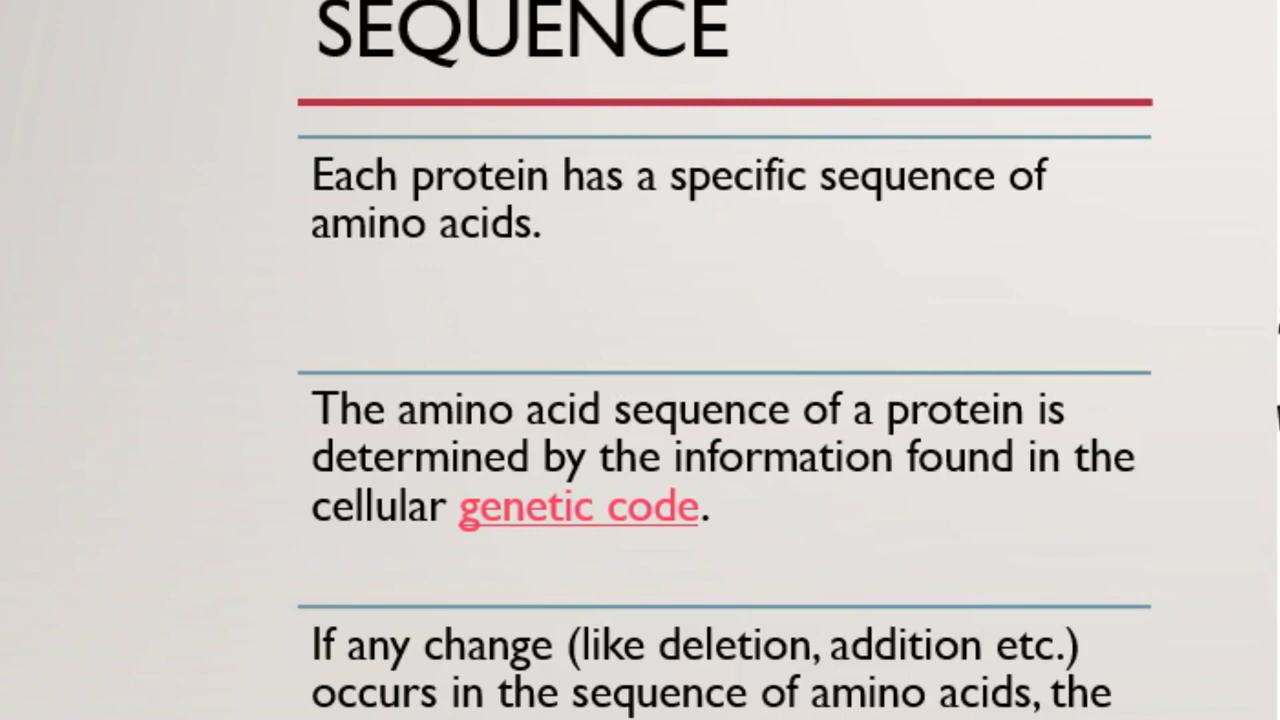 SEQUENCE
Each protein has a specific sequence of
amino acids.
The amino acid sequence of a protein is
determined by the information found in the
cellular genetic code.
If any change (like deletion, addition etc.)
occurs in the sequence of amino acids, the